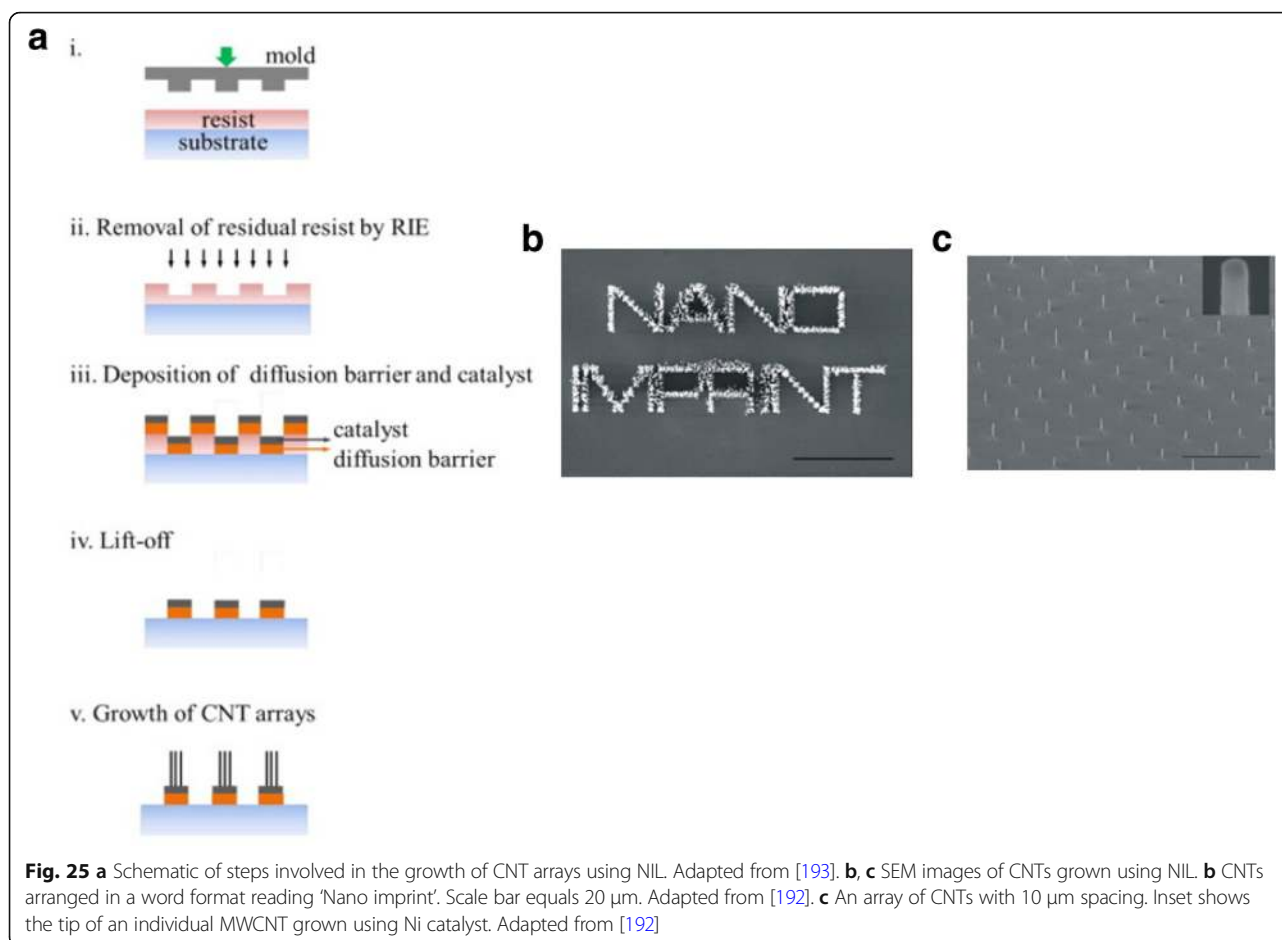 a
i.
mold
resist
substrate
ii. Removal of residual resist by RIE
iii. Deposition of diffusion barrier and catalyst
catalyst
diffusion barrier
iv. Lift-off
v. Growth of CNT arrays
b
NANO
IMPRINT
c
Fig. 25 a Schematic of steps involved in the growth of CNT arrays using NIL. Adapted from [193]. b, c SEM images of CNTs grown using NIL. b CNTs
arranged in a word format reading ‘Nano imprint’. Scale bar equals 20 μm. Adapted from [192]. c An array of CNTs with 10 μm spacing. Inset shows
the tip of an individual MWCNT grown using Ni catalyst. Adapted from [192]